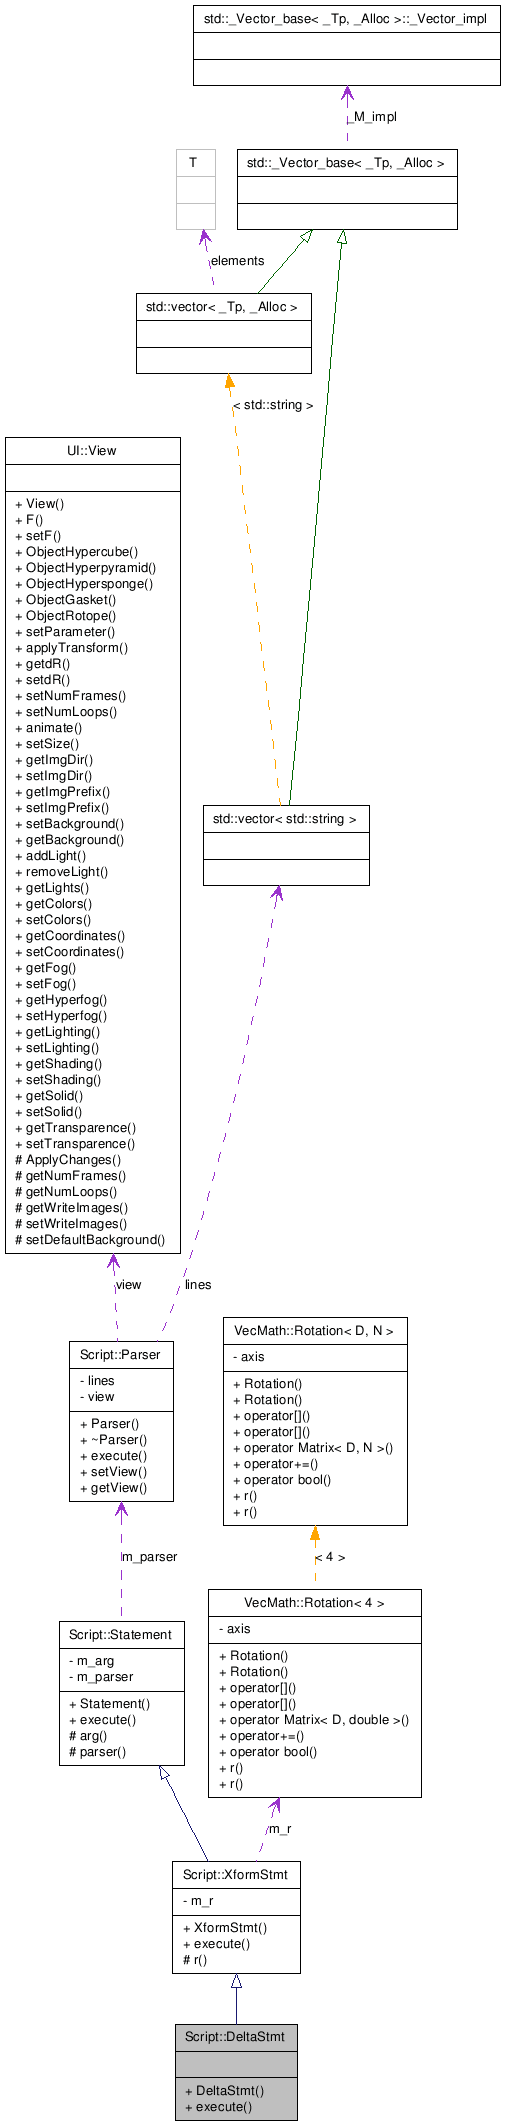 std::_Vector_base< _Tp, _Alloc >::_Vector_impl
_M_impl
T
std::_Vector_base< _Tp, _Alloc >
elements
std::vector< _Tp, _Alloc >
< std::string >
UI::View
+ View()
+ F()
+ setF()
+ ObjectHypercube()
+ ObjectHyperpyramid()
+ ObjectHypersponge()
+ ObjectGasket()
+ ObjectRotope()
+ setParameter()
+ applyTransform()
+ getdR()
+ setdR()
+ setNumFrames()
+ setNumLoops()
+ animate()
+ setSize()
+ getImgDir()
+ setImgDir()
+ getImgPrefix()
+ setImgPrefix()
+ setBackground()
+ getBackground()
+ addLight()
+ removeLight()
+ getLights()
+ getColors()
+ setColors()
+ getCoordinates()
+ setCoordinates()
+ getFog()
+ setFog()
+ getHyperfog()
+ setHyperfog()
+ getLighting()
+ setLighting()
+ getShading()
+ setShading()
+ getSolid()
+ setSolid()
+ getTransparence()
+ setTransparence()
# ApplyChanges()
# getNumFrames()
# getNumLoops()
# getWriteImages()
# setWriteImages()
# setDefaultBackground()
std::vector< std::string >
view
lines
Script::Parser
- lines
- view
+ Parser()
+ ~Parser()
+ execute()
+ setView()
+ getView()
VecMath::Rotation< D, N >
- axis
+ Rotation()
+ Rotation()
+ operator[]()
+ operator[]()
+ operator Matrix< D, N >()
+ operator+=()
+ operator bool()
+ r()
+ r()
m_parser
< 4 >
Script::Statement
- m_arg
- m_parser
+ Statement()
+ execute()
# arg()
# parser()
VecMath::Rotation< 4 >
- axis
+ Rotation()
+ Rotation()
+ operator[]()
+ operator[]()
+ operator Matrix< D, double >()
+ operator+=()
+ operator bool()
+ r()
+ r()
m_r
Script::XformStmt
- m_r
+ XformStmt()
+ execute()
# r()
Script::DeltaStmt
+ DeltaStmt()
+ execute()